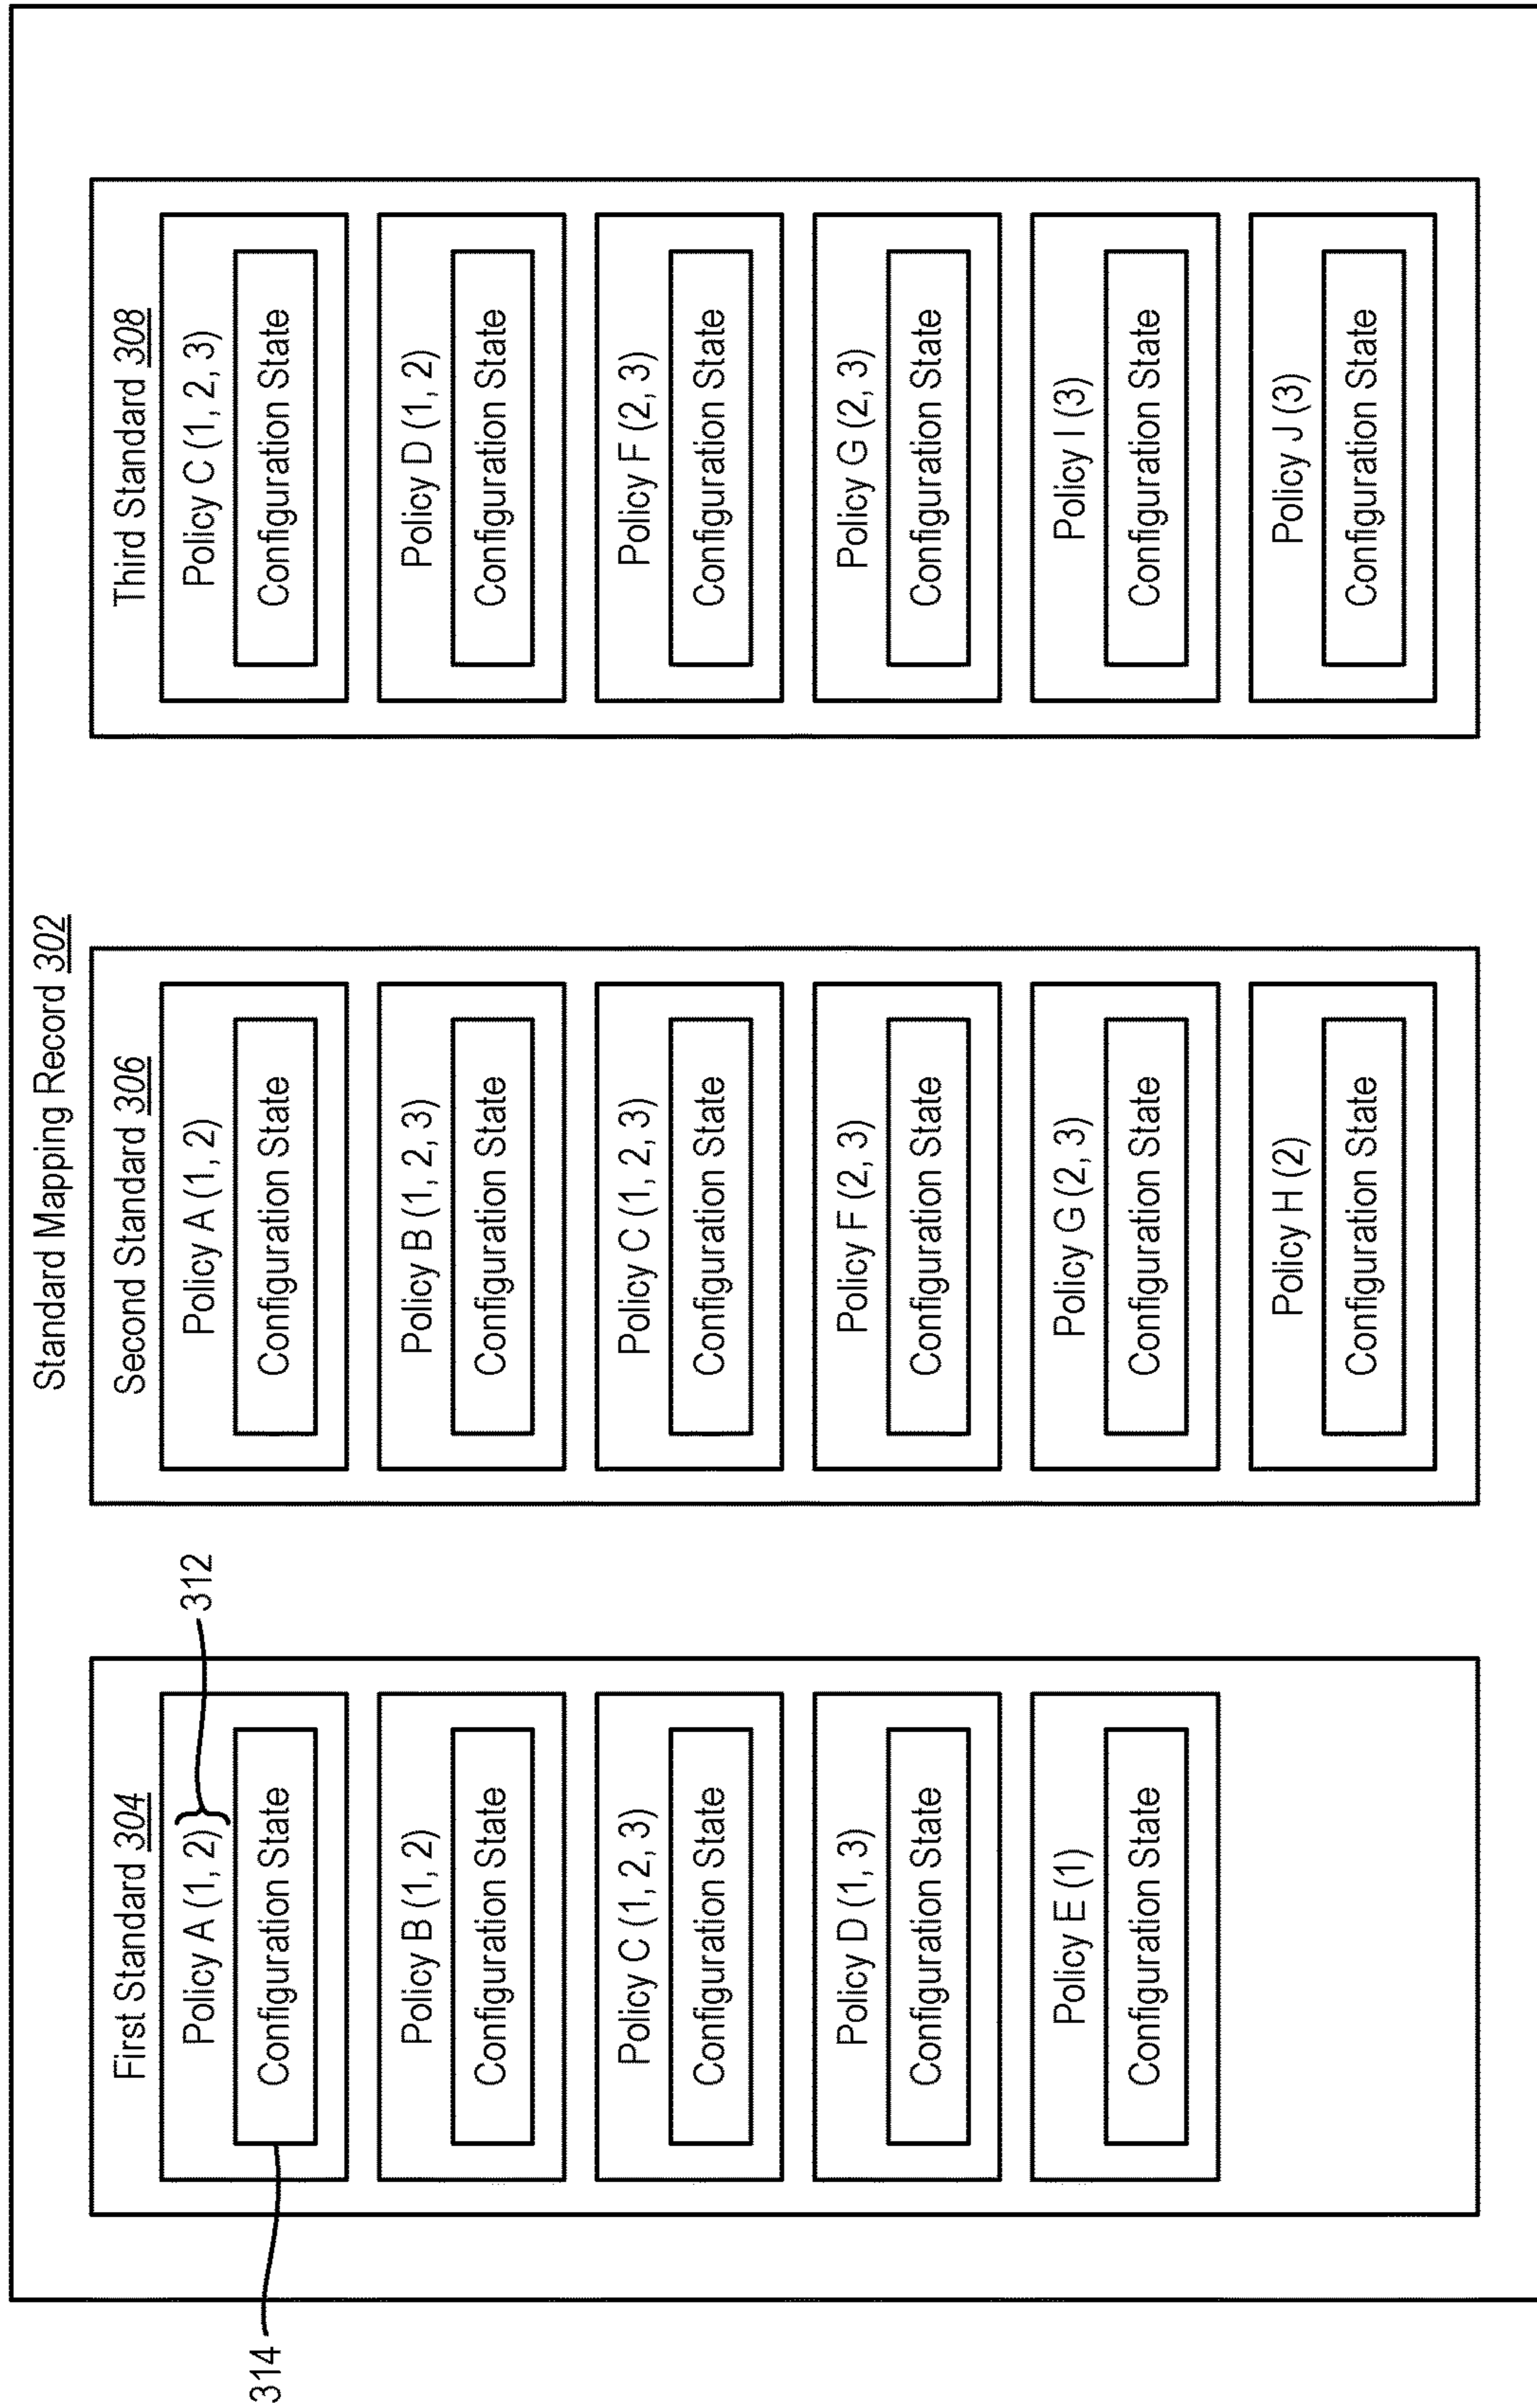 Standard Mapping Record 302
First Standard 304
Policy A (1, 2)
312
Configuration State
314
Policy B (1, 2)
Configuration State
Policy C (1, 2, 3)
Configuration State
Policy D (1, 3)
Configuration State
Policy E (1)
Configuration State
Second Standard 306
Policy A (1, 2)
Configuration State
Policy B (1, 2, 3)
Configuration State
Policy C (1, 2, 3)
Configuration State
Policy F (2, 3)
Configuration State
Policy G (2, 3)
Configuration State
Policy H (2)
Configuration State
Third Standard 308
Policy C (1, 2, 3)
Configuration State
Policy D (1, 2)
Configuration State
Policy F (2, 3)
Configuration State
Policy G (2, 3)
Configuration State
Policy I (3)
Configuration State
Policy J (3)
Configuration State